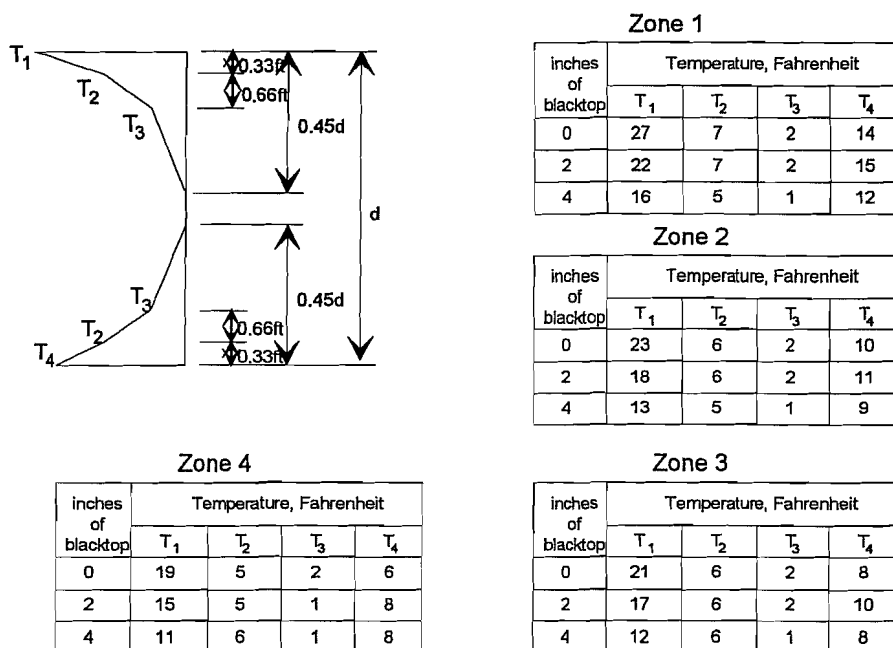 T1
T2
T3
0.33ft
0.66ft
0.45d
d
0.45d
T3
0.66ft
T2
0.33ft
T4
Zone 1
inches of blacktop Temperature, Fahrenheit
T1 T2 T3 T4
0 27 7 2 14
2 22 7 2 15
4 16 5 1 12
Zone 2
inches of blacktop Temperature, Fahrenheit
T1 T2 T3 T4
0 23 6 2 10
2 18 6 2 11
4 13 5 1 9
Zone 4
inches of blacktop Temperature, Fahrenheit
T1 T2 T3 T4
0 19 5 2 6
2 15 5 1 8
4 11 6 1 8
Zone 3
inches of blacktop Temperature, Fahrenheit
T1 T2 T3 T4
0 21 6 2 8
2 17 6 2 10
4 12 6 1 8